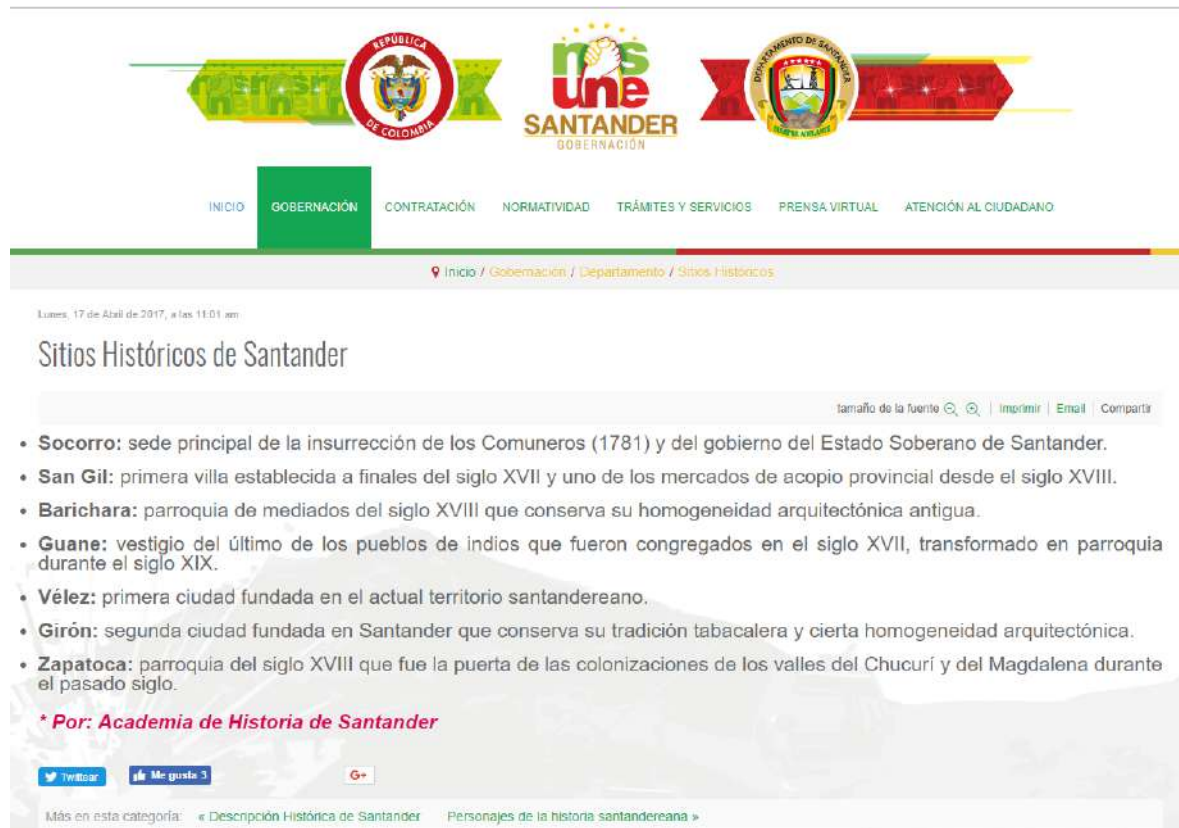 REPÚBLICA
DE COLOMBIA
nos
une
SANTANDER
GOBERNACIÓN
DEPARTAMENTO DE SANTANDER
SIEMPRE ADELANTE
INICIO GOBERNACIÓN CONTRATACIÓN NORMATIVIDAD TRÁMITES Y SERVICIOS PRENSA VIRTUAL ATENCIÓN AL CIUDADANO
Inicio / Gobernación / Departamento / Sitios Históricos
Lunes, 17 de Abril de 2017, a las 11:01 am
Sitios Históricos de Santander
tamaño de la fuente | Imprimir | Email | Compartir
• Socorro: sede principal de la insurrección de los Comuneros (1781) y del gobierno del Estado Soberano de Santander.
• San Gil: primera villa establecida a finales del siglo XVII y uno de los mercados de acopio provincial desde el siglo XVIII.
• Barichara: parroquia de mediados del siglo XVIII que conserva su homogeneidad arquitectónica antigua.
• Guane: vestigio del último de los pueblos de indios que fueron congregados en el siglo XVII, transformado en parroquia
durante el siglo XIX.
• Vélez: primera ciudad fundada en el actual territorio santandereano.
• Girón: segunda ciudad fundada en Santander que conserva su tradición tabacalera y cierta homogeneidad arquitectónica.
• Zapatoca: parroquia del siglo XVIII que fue la puerta de las colonizaciones de los valles del Chucurí y del Magdalena durante
el pasado siglo.
* Por: Academia de Historia de Santander
Twittear Me gusta 3 G+
Más en esta categoría: « Descripción Histórica de Santander Personajes de la historia santandereana »